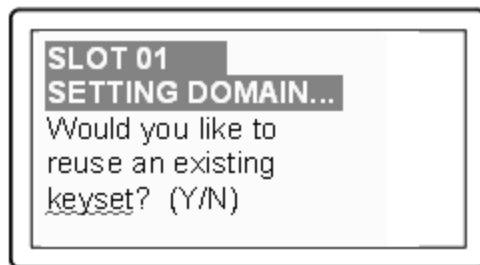 SLOT 01
SETTING DOMAIN...
Would you like to
reuse an existing
keyset? (Y/N)